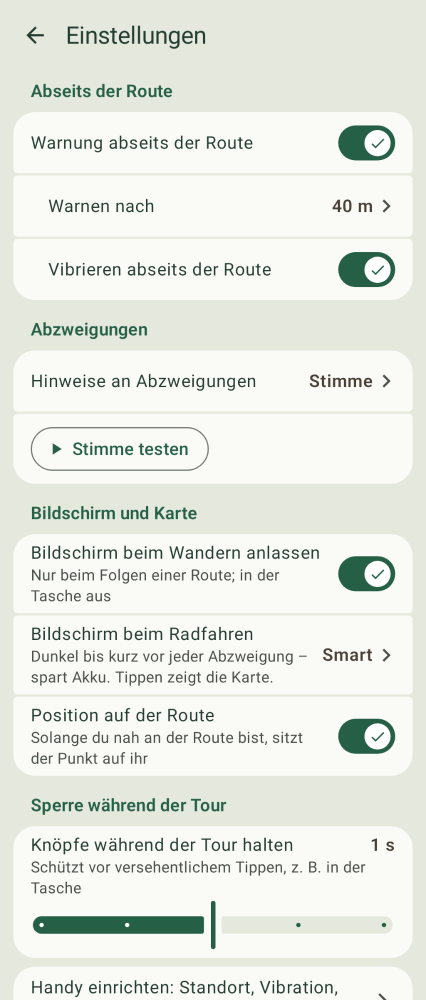 Einstellungen
Abseits der Route
Warnung abseits der Route
Warnen nach
40 m
Vibrieren abseits der Route
Abzweigungen
Hinweise an Abzweigungen
Stimme
Stimme testen
Bildschirm und Karte
Bildschirm beim Wandern anlassen
Nur beim Folgen einer Route; in der
Tasche aus
Bildschirm beim Radfahren
Dunkel bis kurz vor jeder Abzweigung –
spart Akku. Tippen zeigt die Karte.
Smart
Position auf der Route
Solange du nah an der Route bist, sitzt
der Punkt auf ihr
Sperre während der Tour
Knöpfe während der Tour halten
1 s
Schützt vor versehentlichem Tippen, z. B. in der
Tasche
Handy einrichten: Standort, Vibration,